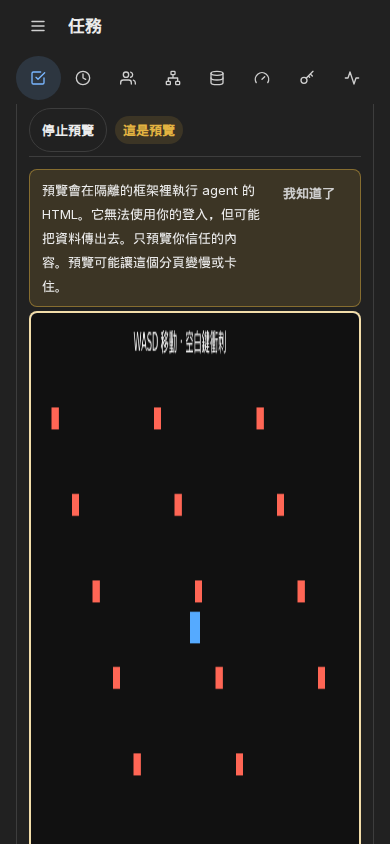 任務
停止預覽
這是預覽
預覽會在隔離的框架裡執行 agent 的
HTML。它無法使用你的登入，但可能
把資料傳出去。只預覽你信任的內
容。預覽可能讓這個分頁變慢或卡
住。
我知道了
WASD 移動 · 空白鍵衝刺